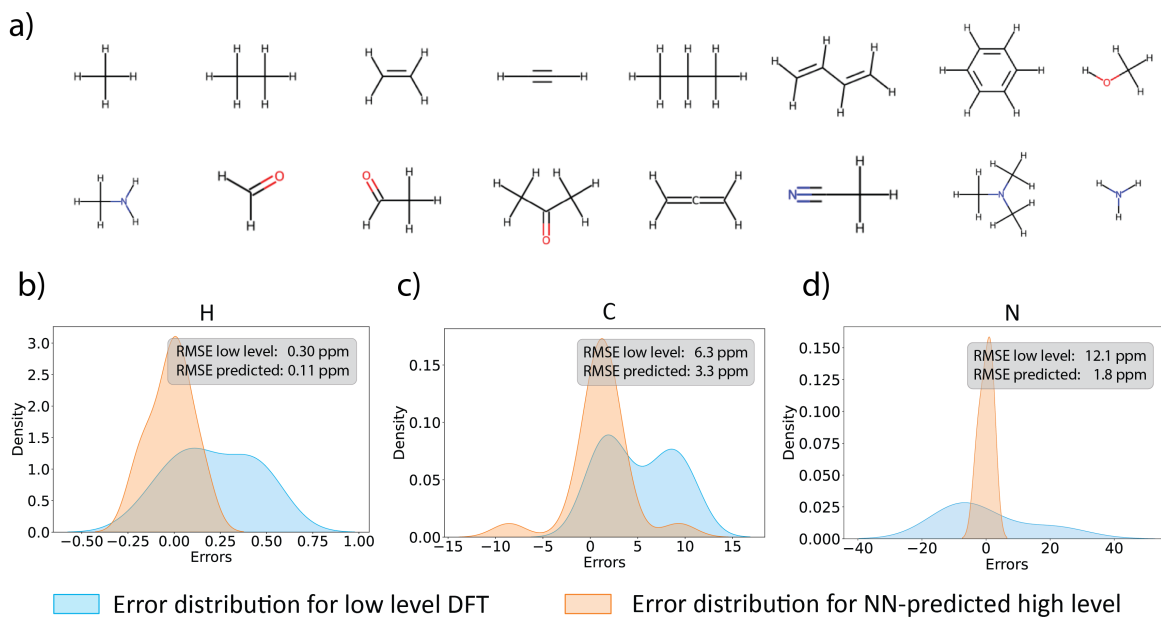 a)
H H H H H H H H H H H H H H H H H H H H H H H H H H H H H H H H H H H H H O H H H
H H H N H H H O H O H H H H H H H H H H O H H C H H N H H H H H H H H H N H H H H N H H H
b)
H
3.0
2.5
2.0
1.5
1.0
0.5
0.0
Density
RMSE low level: 0.30 ppm
RMSE predicted: 0.11 ppm
−0.50 −0.25 0.00 0.25 0.50 0.75 1.00
Errors
c)
C
0.15
0.10
0.05
0.00
Density
RMSE low level: 6.3 ppm
RMSE predicted: 3.3 ppm
−15 −10 −5 0 5 10 15
Errors
d)
N
0.150
0.125
0.100
0.075
0.050
0.025
0.000
Density
RMSE low level: 12.1 ppm
RMSE predicted: 1.8 ppm
−40 −20 0 20 40
Errors
Error distribution for low level DFT
Error distribution for NN-predicted high level